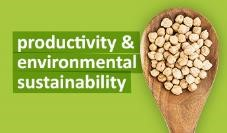 productivity &
environmental
sustainability